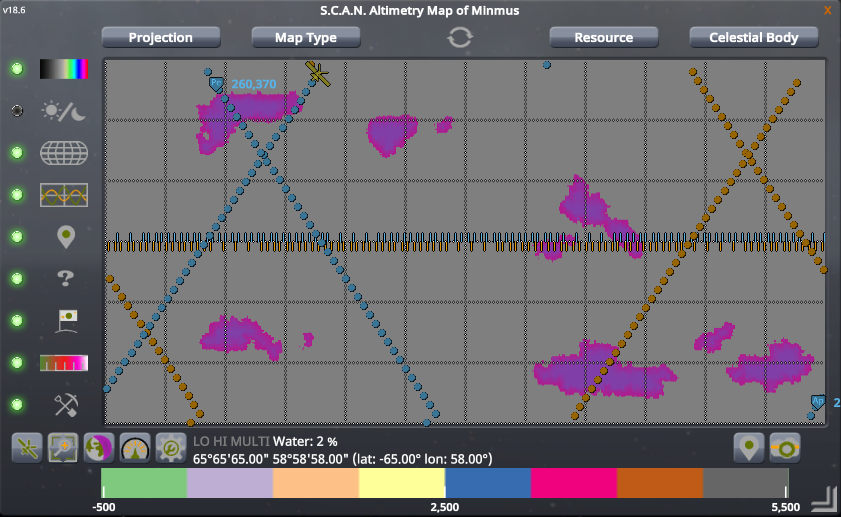 v18.6
S.C.A.N. Altimetry Map of Minmus
X
Projection
Map Type
Resource
Celestial Body
Pe
260,370
?
Ap
2
LO HI MULTI Water: 2 %
65°65'65.00" 58°58'58.00" (lat: -65.00° lon: 58.00°)
-500
2,500
5,500